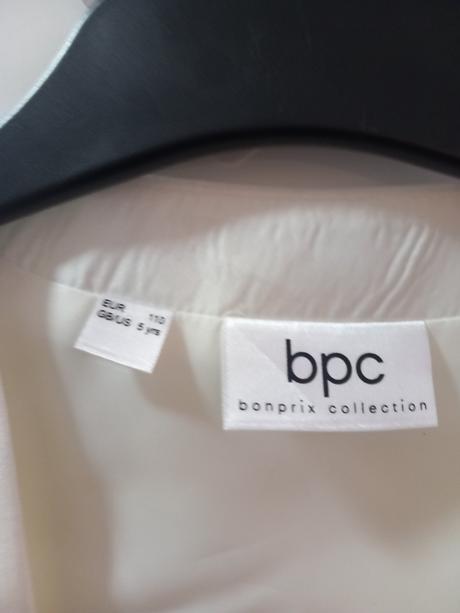 EUR 110
GB/US 5 yrs
bpc
bonprix collection